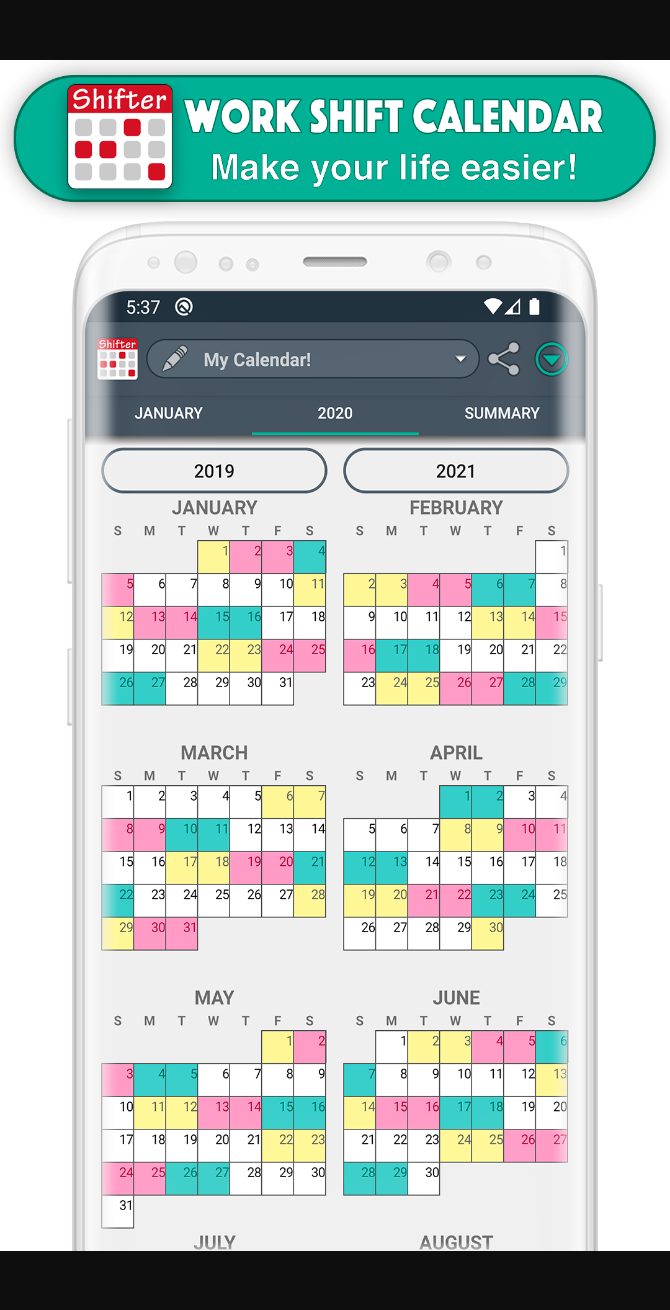 Shifter
WORK SHIFT CALENDAR
Make your life easier!
5:37
Shifter
My Calendar!
JANUARY 2020 SUMMARY
2019 2021
JANUARY FEBRUARY
S M T W T F S S M T W T F S
1 2 3 4 1
5 6 7 8 9 10 11 2 3 4 5 6 7 8
12 13 14 15 16 17 18 9 10 11 12 13 14 15
19 20 21 22 23 24 25 16 17 18 19 20 21 22
26 27 28 29 30 31 23 24 25 26 27 28 29
MARCH APRIL
S M T W T F S S M T W T F S
1 2 3 4 5 6 7 1 2 3 4
8 9 10 11 12 13 14 5 6 7 8 9 10 11
15 16 17 18 19 20 21 12 13 14 15 16 17 18
22 23 24 25 26 27 28 19 20 21 22 23 24 25
29 30 31 26 27 28 29 30
MAY JUNE
S M T W T F S S M T W T F S
1 2 1 2 3 4 5 6
3 4 5 6 7 8 9 7 8 9 10 11 12 13
10 11 12 13 14 15 16 14 15 16 17 18 19 20
17 18 19 20 21 22 23 21 22 23 24 25 26 27
24 25 26 27 28 29 30 28 29 30
31
JULY AUGUST